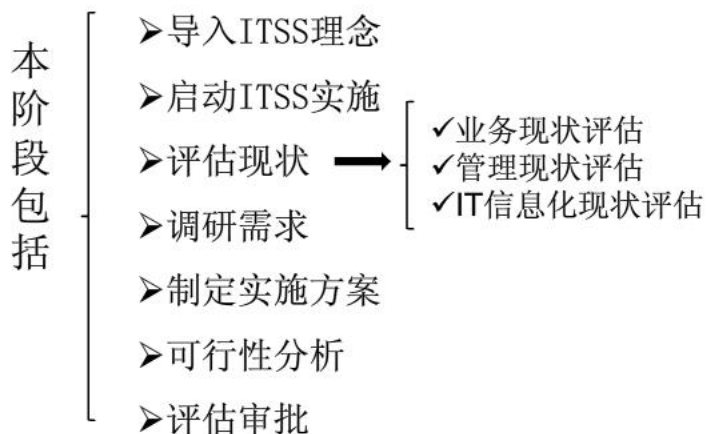 本阶段包括
➢导入ITSS理念
➢启动ITSS实施
➢评估现状
✓业务现状评估
✓管理现状评估
✓IT信息化现状评估
➢调研需求
➢制定实施方案
➢可行性分析
➢评估审批